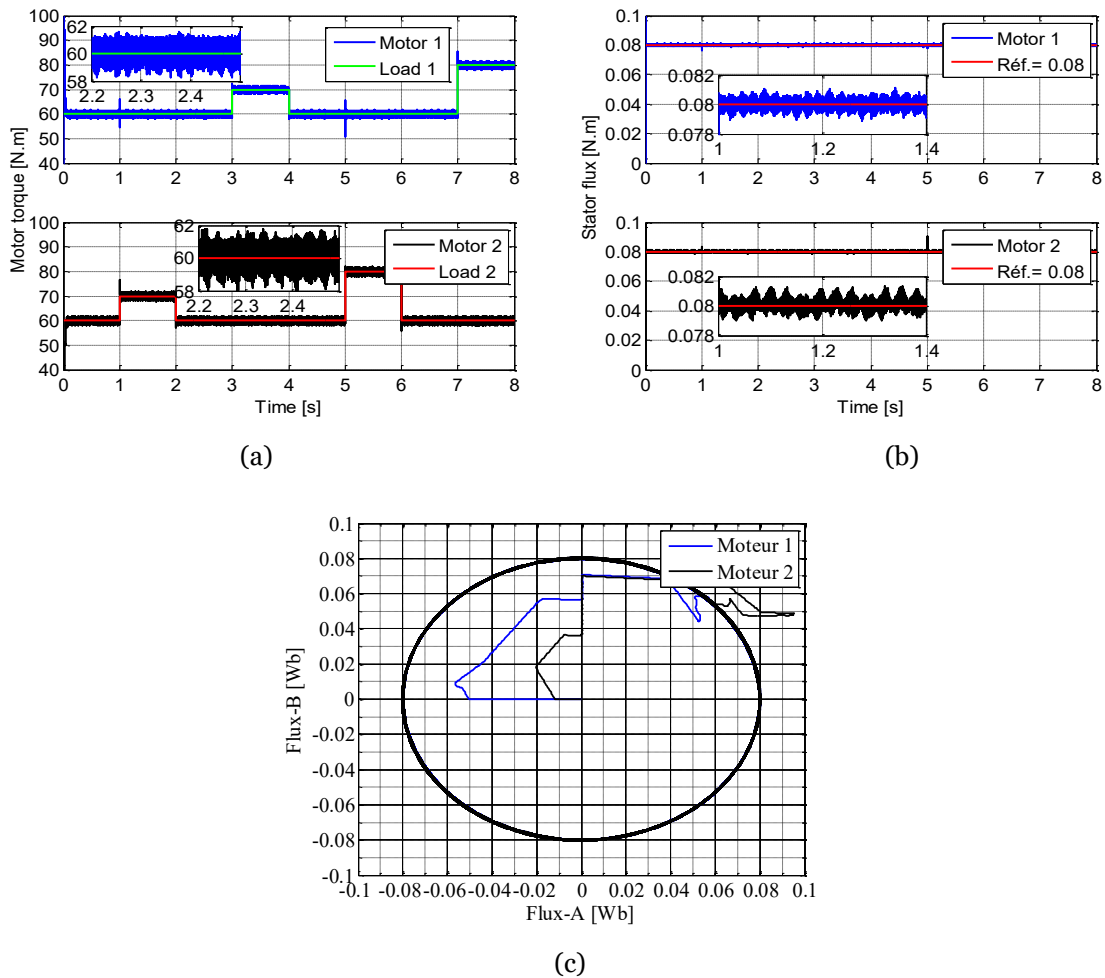 100
90
80
70
60
50
40
0 1 2 3 4 5 6 7 8
62
60
58
2.2 2.3 2.4
Motor 1
Load 1
Motor torque [N.m]
100
90
80
70
60
50
40
0 1 2 3 4 5 6 7 8
62
60
58
2.2 2.3 2.4
Motor 2
Load 2
Time [s]
(a)
0.1
0.08
0.06
0.04
0.02
0
0 1 2 3 4 5 6 7 8
0.082
0.08
0.078
1 1.2 1.4
Motor 1
Réf.= 0.08
Stator flux [N.m]
0.1
0.08
0.06
0.04
0.02
0
0 1 2 3 4 5 6 7 8
0.082
0.08
0.078
1 1.2 1.4
Motor 2
Réf.= 0.08
Time [s]
(b)
0.1
0.08
0.06
0.04
0.02
0
-0.02
-0.04
-0.06
-0.08
-0.1
-0.1 -0.08 -0.06 -0.04 -0.02 0 0.02 0.04 0.06 0.08 0.1
Moteur 1
Moteur 2
Flux-B [Wb]
Flux-A [Wb]
(c)